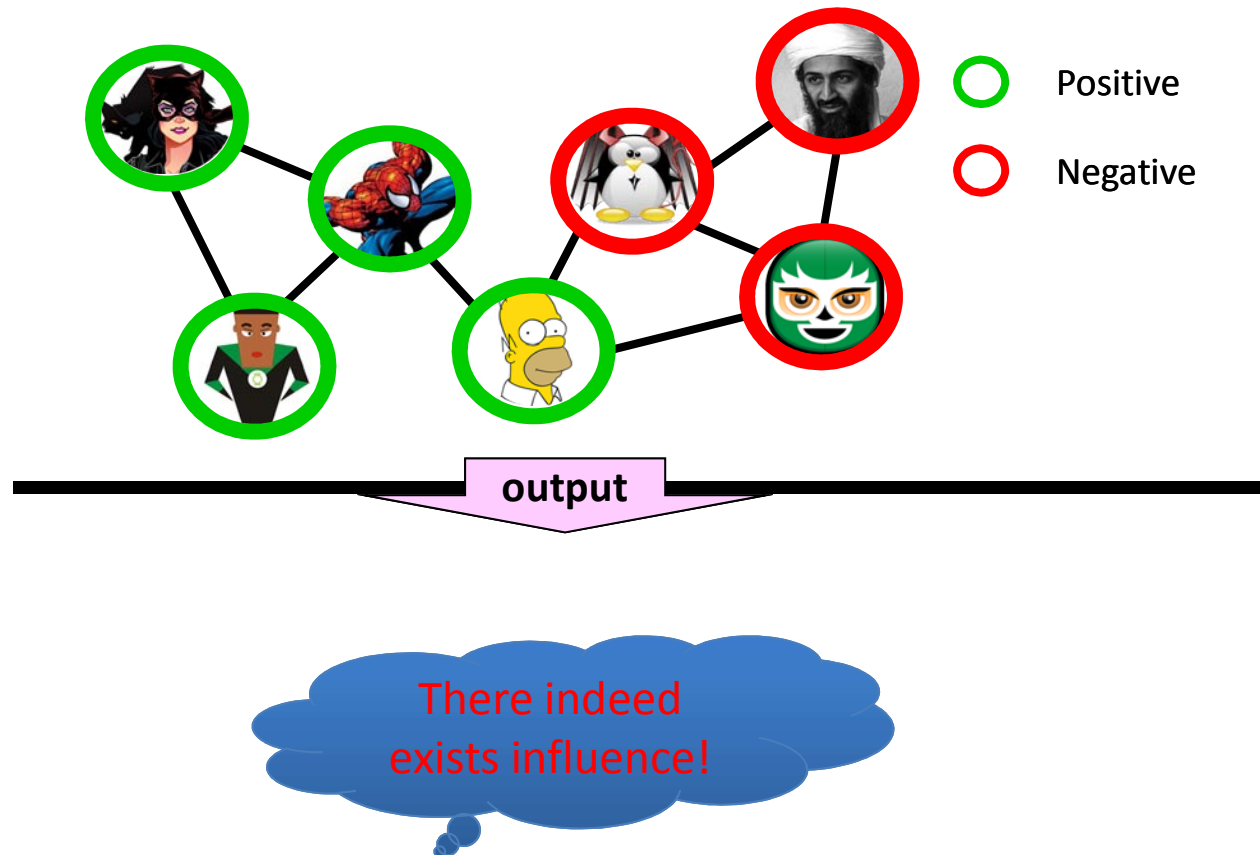 Positive
Negative
output
There indeed
exists influence!